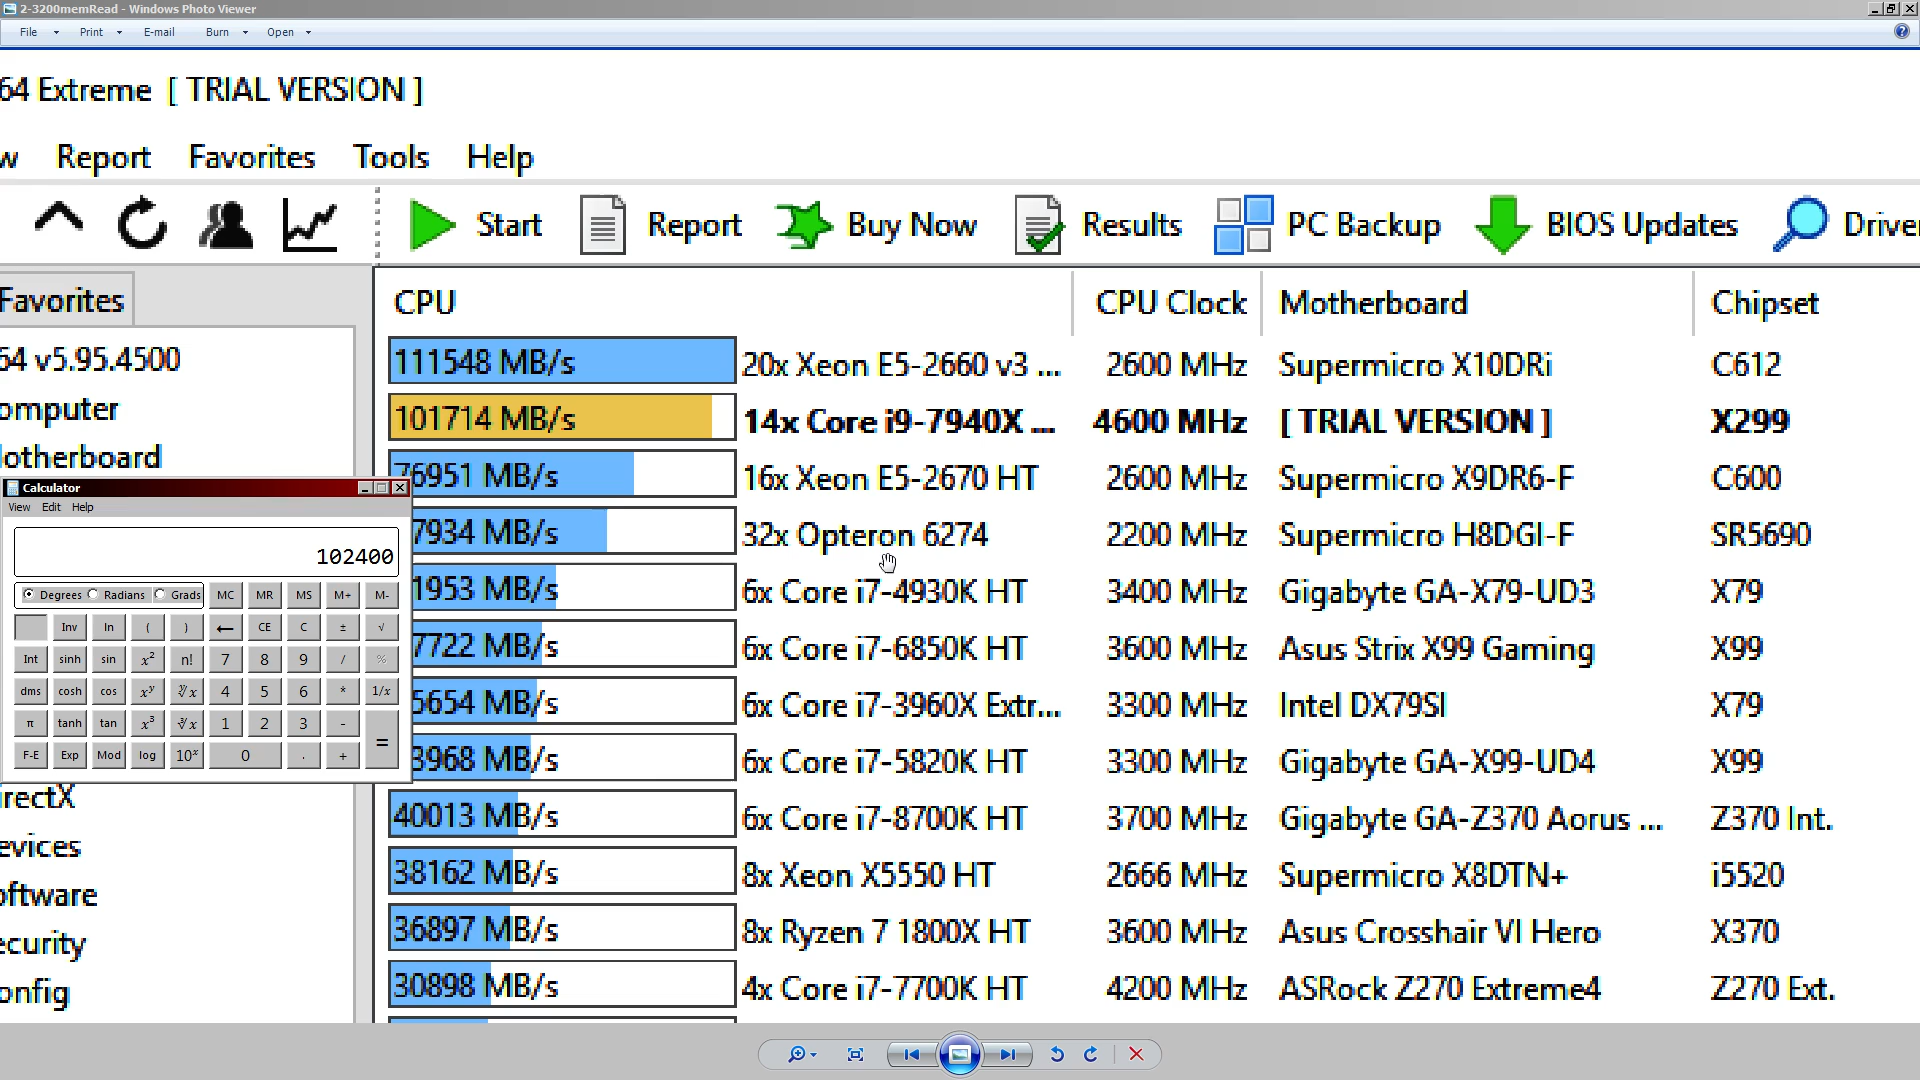 2-3200memRead - Windows Photo Viewer
File Print E-mail Burn Open
64 Extreme [ TRIAL VERSION ]
w Report Favorites Tools Help
Start Report Buy Now Results PC Backup BIOS Updates Driver
Favorites
64 v5.95.4500
omputer
otherboard
CPU CPU Clock Motherboard Chipset
111548 MB/s 20x Xeon E5-2660 v3 ... 2600 MHz Supermicro X10DRi C612
101714 MB/s 14x Core i9-7940X ... 4600 MHz [ TRIAL VERSION ] X299
76951 MB/s 16x Xeon E5-2670 HT 2600 MHz Supermicro X9DR6-F C600
7934 MB/s 32x Opteron 6274 2200 MHz Supermicro H8DGI-F SR5690
1953 MB/s 6x Core i7-4930K HT 3400 MHz Gigabyte GA-X79-UD3 X79
7722 MB/s 6x Core i7-6850K HT 3600 MHz Asus Strix X99 Gaming X99
5654 MB/s 6x Core i7-3960X Extr... 3300 MHz Intel DX79SI X79
3968 MB/s 6x Core i7-5820K HT 3300 MHz Gigabyte GA-X99-UD4 X99
40013 MB/s 6x Core i7-8700K HT 3700 MHz Gigabyte GA-Z370 Aorus ... Z370 Int.
38162 MB/s 8x Xeon X5550 HT 2666 MHz Supermicro X8DTN+ i5520
36897 MB/s 8x Ryzen 7 1800X HT 3600 MHz Asus Crosshair VI Hero X370
30898 MB/s 4x Core i7-7700K HT 4200 MHz ASRock Z270 Extreme4 Z270 Ext.
Calculator
View Edit Help
102400
Degrees Radians Grads MC MR MS M+ M-
Inv ln ( ) ← CE C ± √
Int sinh sin x² n! 7 8 9 / %
dms cosh cos xʸ ʸ√x 4 5 6 * 1/x
π tanh tan x³ ³√x 1 2 3 - =
F-E Exp Mod log 10ˣ 0 . +
irectX
evices
oftware
ecurity
onfig